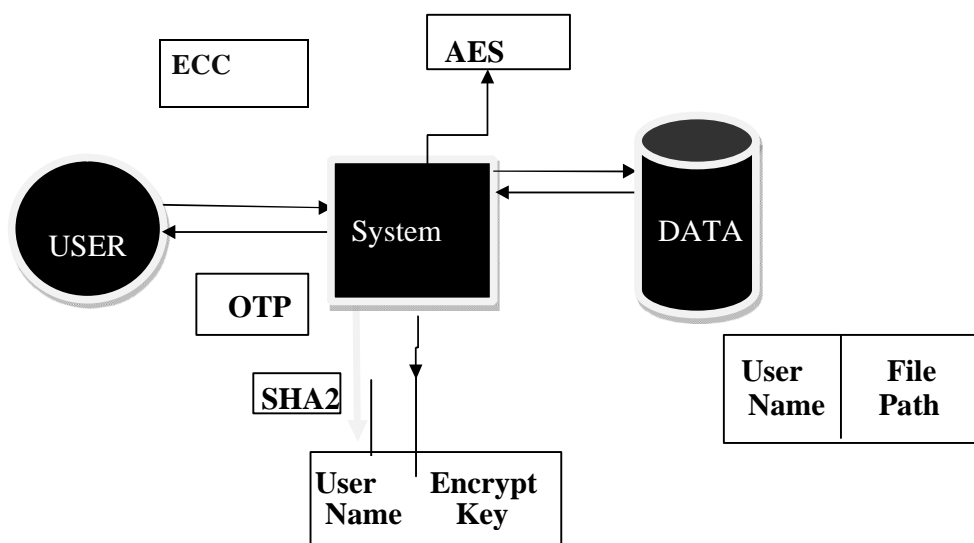 AES
ECC
USER
System
DATA
OTP
SHA2
User File
Name Path
User Encrypt
Name Key